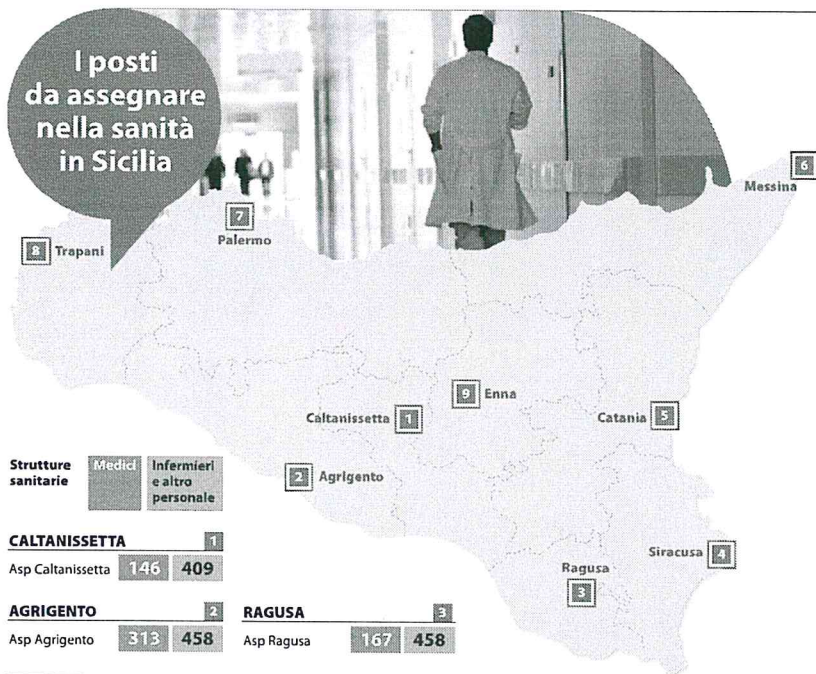 I posti
da assegnare
nella sanità
in Sicilia
6
Messina
7
Palermo
8 Trapani
9 Enna
Caltanissetta 1
Catania 5
2 Agrigento
Siracusa 4
Ragusa
3
Strutture
sanitarie
Medici
Infermieri
e altro
personale
CALTANISSETTA 1
Asp Caltanissetta 146 409
AGRIGENTO 2
Asp Agrigento 313 458
RAGUSA 3
Asp Ragusa 167 458